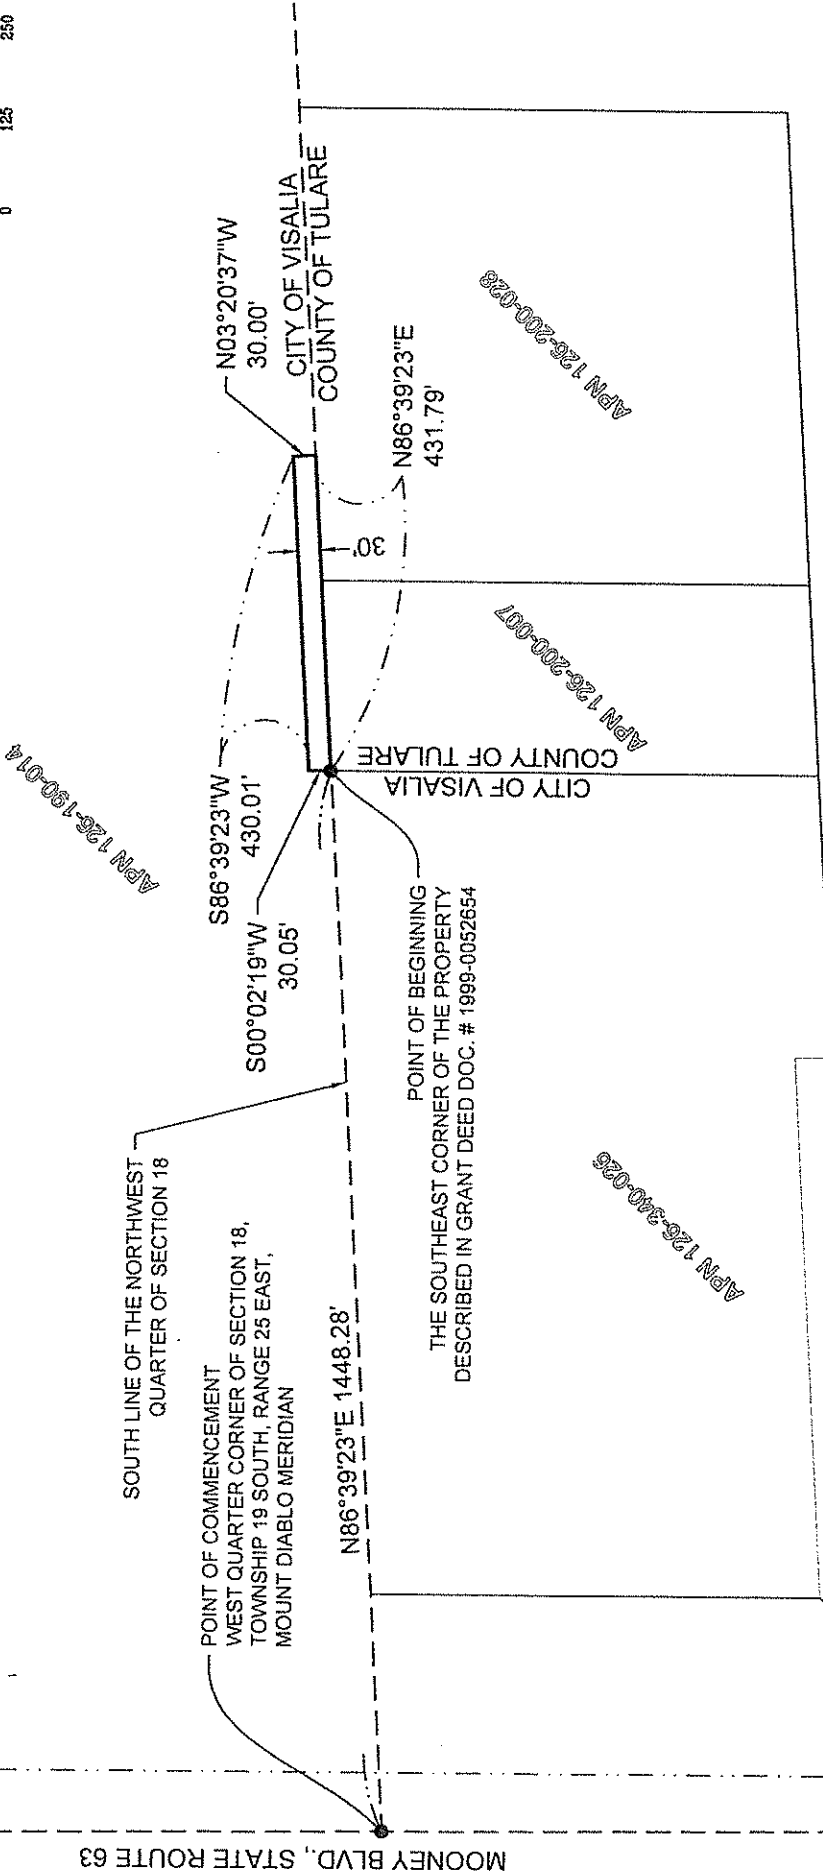 0 125 250
APN 126-190-014
N03°20'37"W
30.00'
CITY OF VISALIA
COUNTY OF TULARE
S86°39'23"W
430.01'
S00°02'19"W
30.05'
30'
N86°39'23"E
431.79'
SOUTH LINE OF THE NORTHWEST
QUARTER OF SECTION 18
POINT OF COMMENCEMENT
WEST QUARTER CORNER OF SECTION 18,
TOWNSHIP 19 SOUTH, RANGE 25 EAST,
MOUNT DIABLO MERIDIAN
N86°39'23"E 1448.28'
POINT OF BEGINNING
THE SOUTHEAST CORNER OF THE PROPERTY
DESCRIBED IN GRANT DEED DOC. # 1999-0052654
CITY OF VISALIA
COUNTY OF TULARE
APN 126-200-007
APN 126-200-028
APN 126-340-026
MOONEY BLVD., STATE ROUTE 63